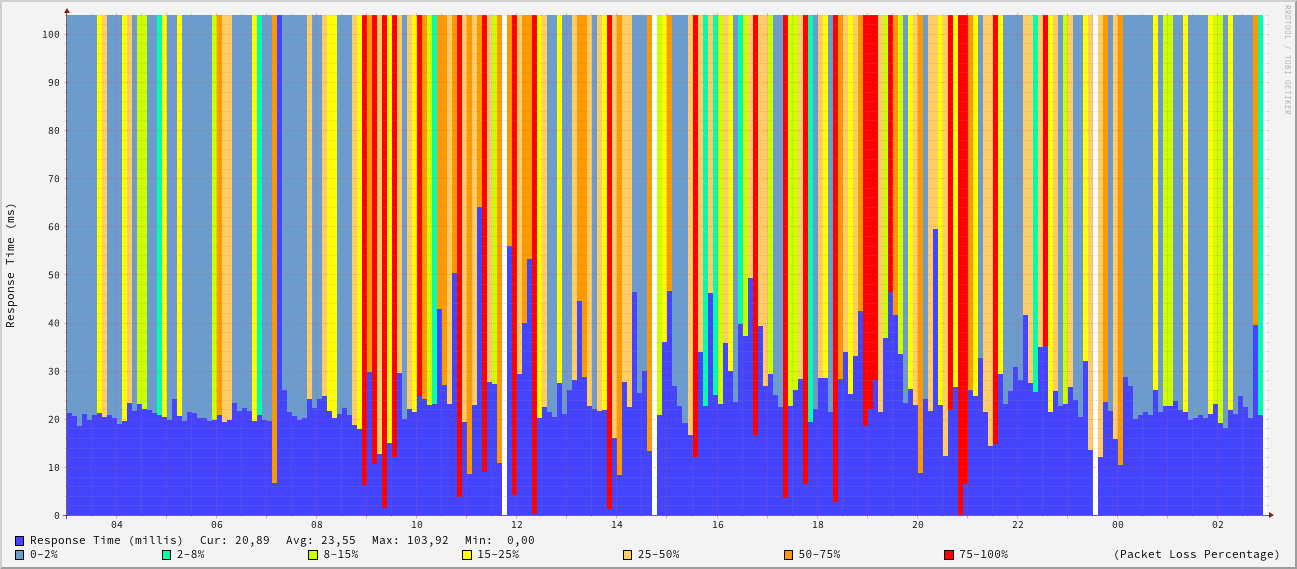 RRDTOOL / TOBI OETIKER
Response Time (ms)
100
90
80
70
60
50
40
30
20
10
0
04 06 08 10 12 14 16 18 20 22 00 02
Response Time (millis) Cur: 20,89 Avg: 23,55 Max: 103,92 Min: 0,00
0-2% 2-8% 8-15% 15-25% 25-50% 50-75% 75-100% (Packet Loss Percentage)